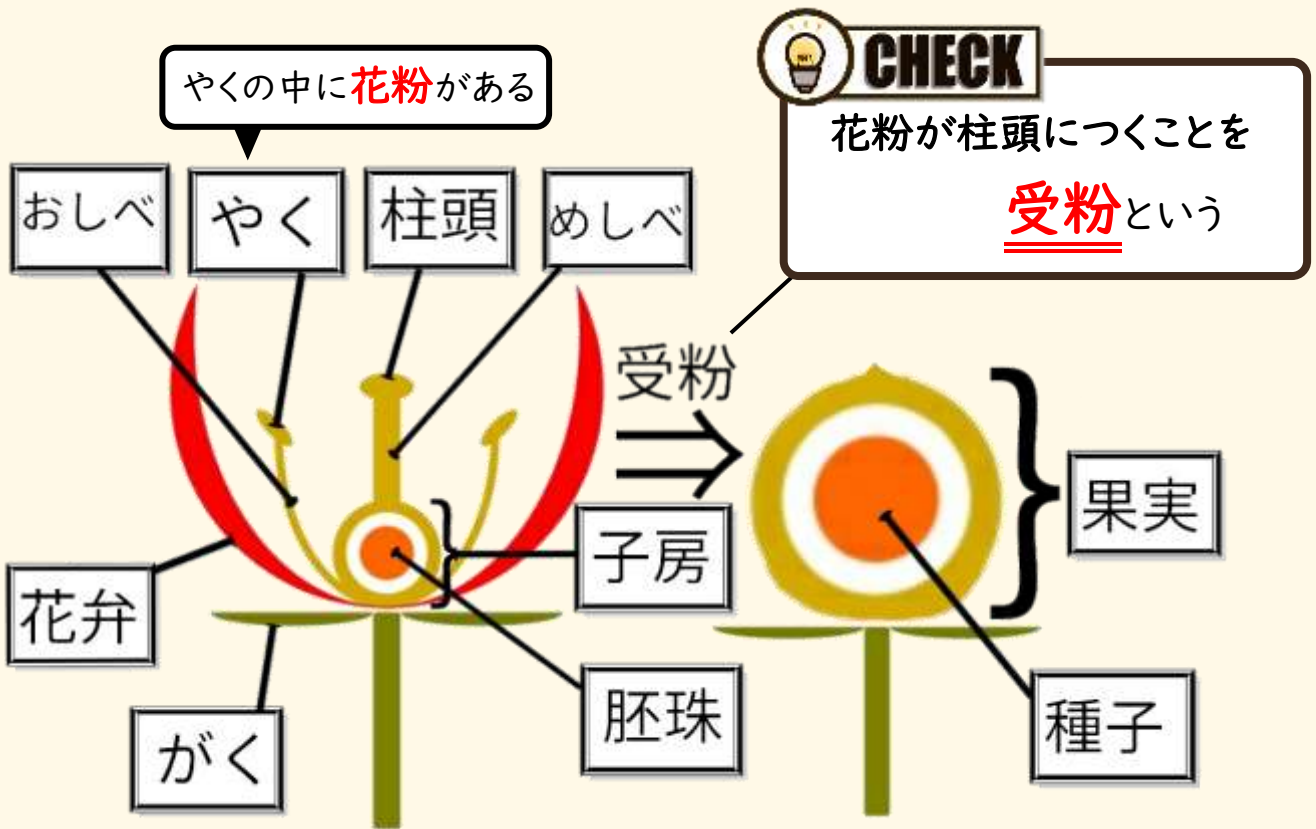 やくの中に花粉がある
CHECK
花粉が柱頭につくことを
受粉という
おしべ
やく
柱頭
めしべ
受粉
果実
子房
花弁
胚珠
種子
がく